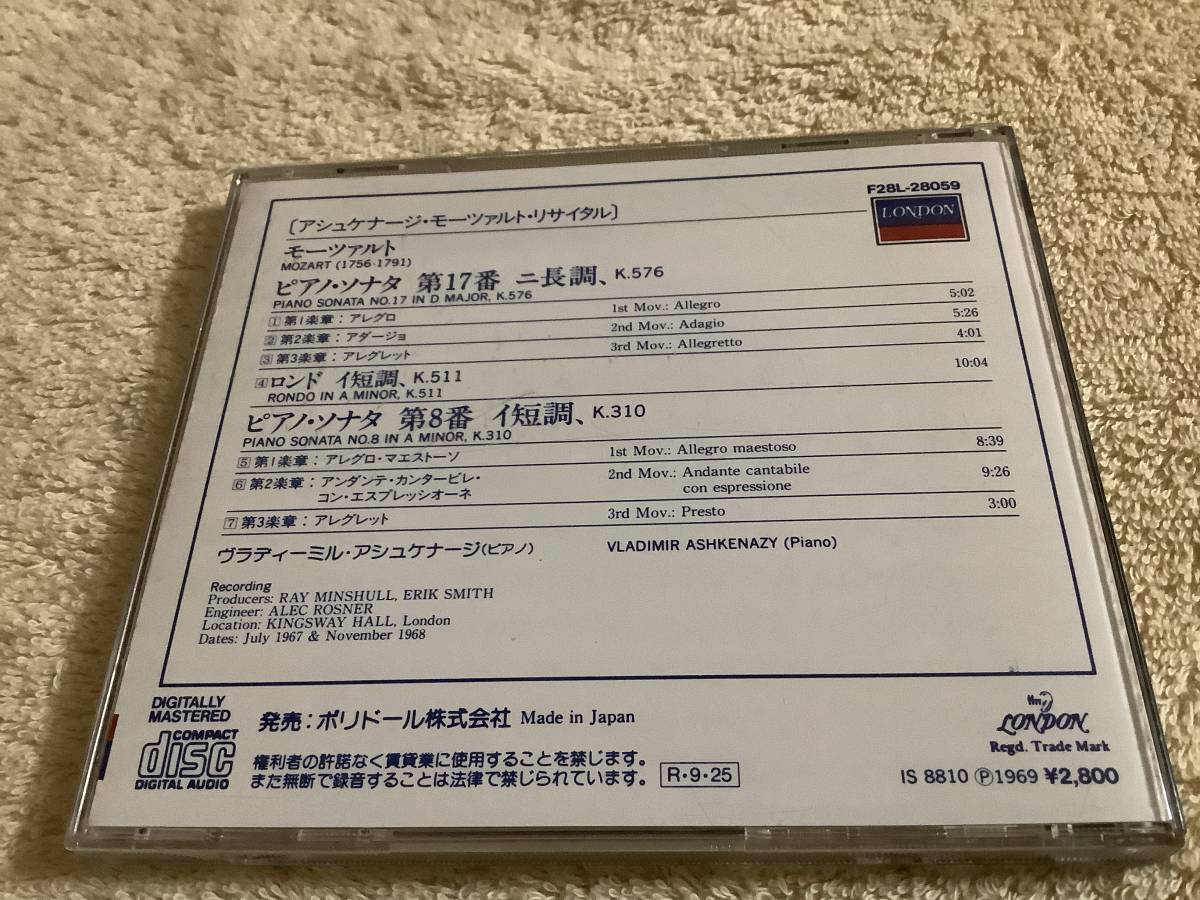 F28L-28059
LONDON
〔アシュケナージ・モーツァルト・リサイタル〕
モーツァルト
MOZART (1756-1791)
ピアノ・ソナタ 第17番 ニ長調、K.576
PIANO SONATA NO.17 IN D MAJOR, K.576
1 第1楽章：アレグロ 1st Mov.: Allegro 5:02
2 第2楽章：アダージョ 2nd Mov.: Adagio 5:26
3 第3楽章：アレグレット 3rd Mov.: Allegretto 4:01
4 ロンド イ短調、K.511 10:04
RONDO IN A MINOR, K.511
ピアノ・ソナタ 第8番 イ短調、K.310
PIANO SONATA NO.8 IN A MINOR, K.310
5 第1楽章：アレグロ・マエストーソ 1st Mov.: Allegro maestoso 8:39
6 第2楽章：アンダンテ・カンタービレ・ 2nd Mov.: Andante cantabile 9:26
コン・エスプレッシオーネ con espressione
7 第3楽章：アレグレット 3rd Mov.: Presto 3:00
ヴラディーミル・アシュケナージ(ピアノ) VLADIMIR ASHKENAZY (Piano)
Recording
Producers: RAY MINSHULL, ERIK SMITH
Engineer: ALEC ROSNER
Location: KINGSWAY HALL, London
Dates: July 1967 & November 1968
DIGITALLY
MASTERED
COMPACT
disc
DIGITAL AUDIO
発売：ポリドール株式会社 Made in Japan
権利者の許諾なく賃貸業に使用することを禁じます。
また無断で録音することは法律で禁じられています。 R・9・25
LONDON
Regd. Trade Mark
IS 8810 Ⓟ1969 ¥2,800